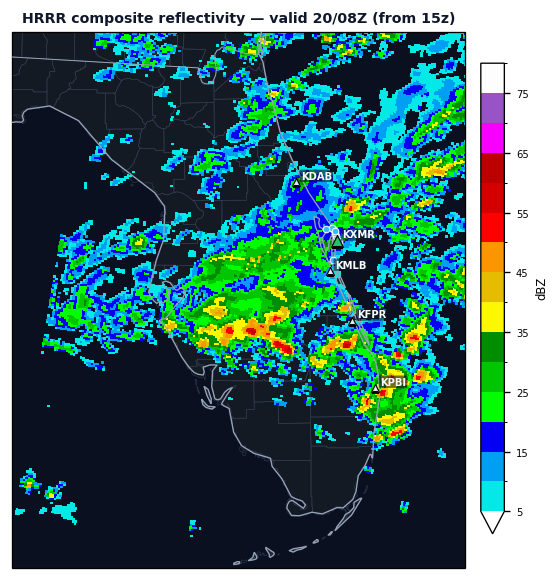 HRRR composite reflectivity — valid 20/08Z (from 15z)
KDAB
KXMR
KMLB
KFPR
KPBI
75
65
55
45
35
25
15
5
dBZ